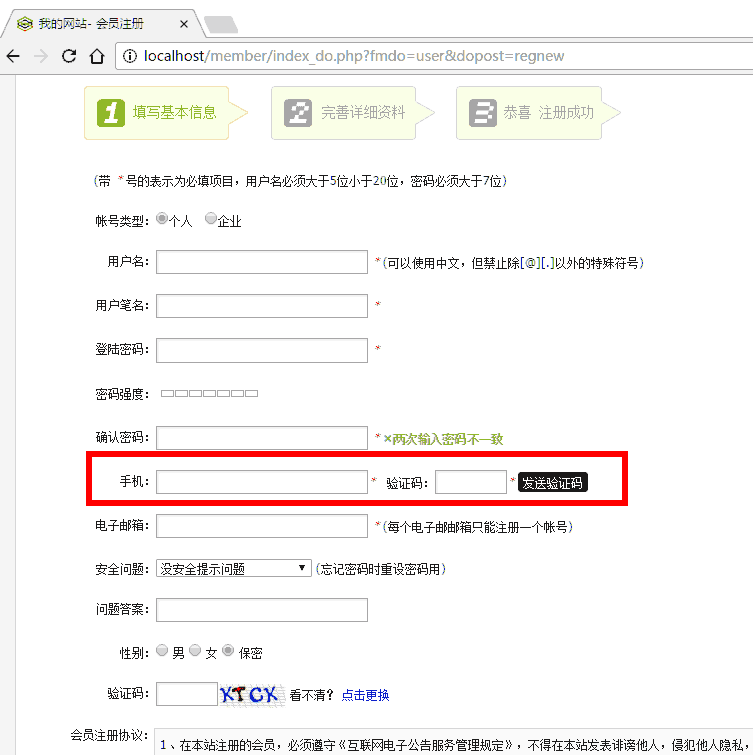 我的网站- 会员注册
localhost/member/index_do.php?fmdo=user&dopost=regnew
1 填写基本信息 2 完善详细资料 3 恭喜 注册成功
(带 *号的表示为必填项目，用户名必须大于5位小于20位，密码必须大于7位)
帐号类型： 个人 企业
用户名： *(可以使用中文，但禁止除[@][.]以外的特殊符号)
用户笔名： *
登陆密码： *
密码强度：
确认密码： * ×两次输入密码不一致
手机： * 验证码： * 发送验证码
电子邮箱： *(每个电子邮邮箱只能注册一个帐号)
安全问题： 没安全提示问题 (忘记密码时重设密码用)
问题答案：
性别： 男 女 保密
验证码： KTCK 看不清？ 点击更换
会员注册协议：
1、在本站注册的会员，必须遵守《互联网电子公告服务管理规定》，不得在本站发表诽谤他人，侵犯他人隐私，